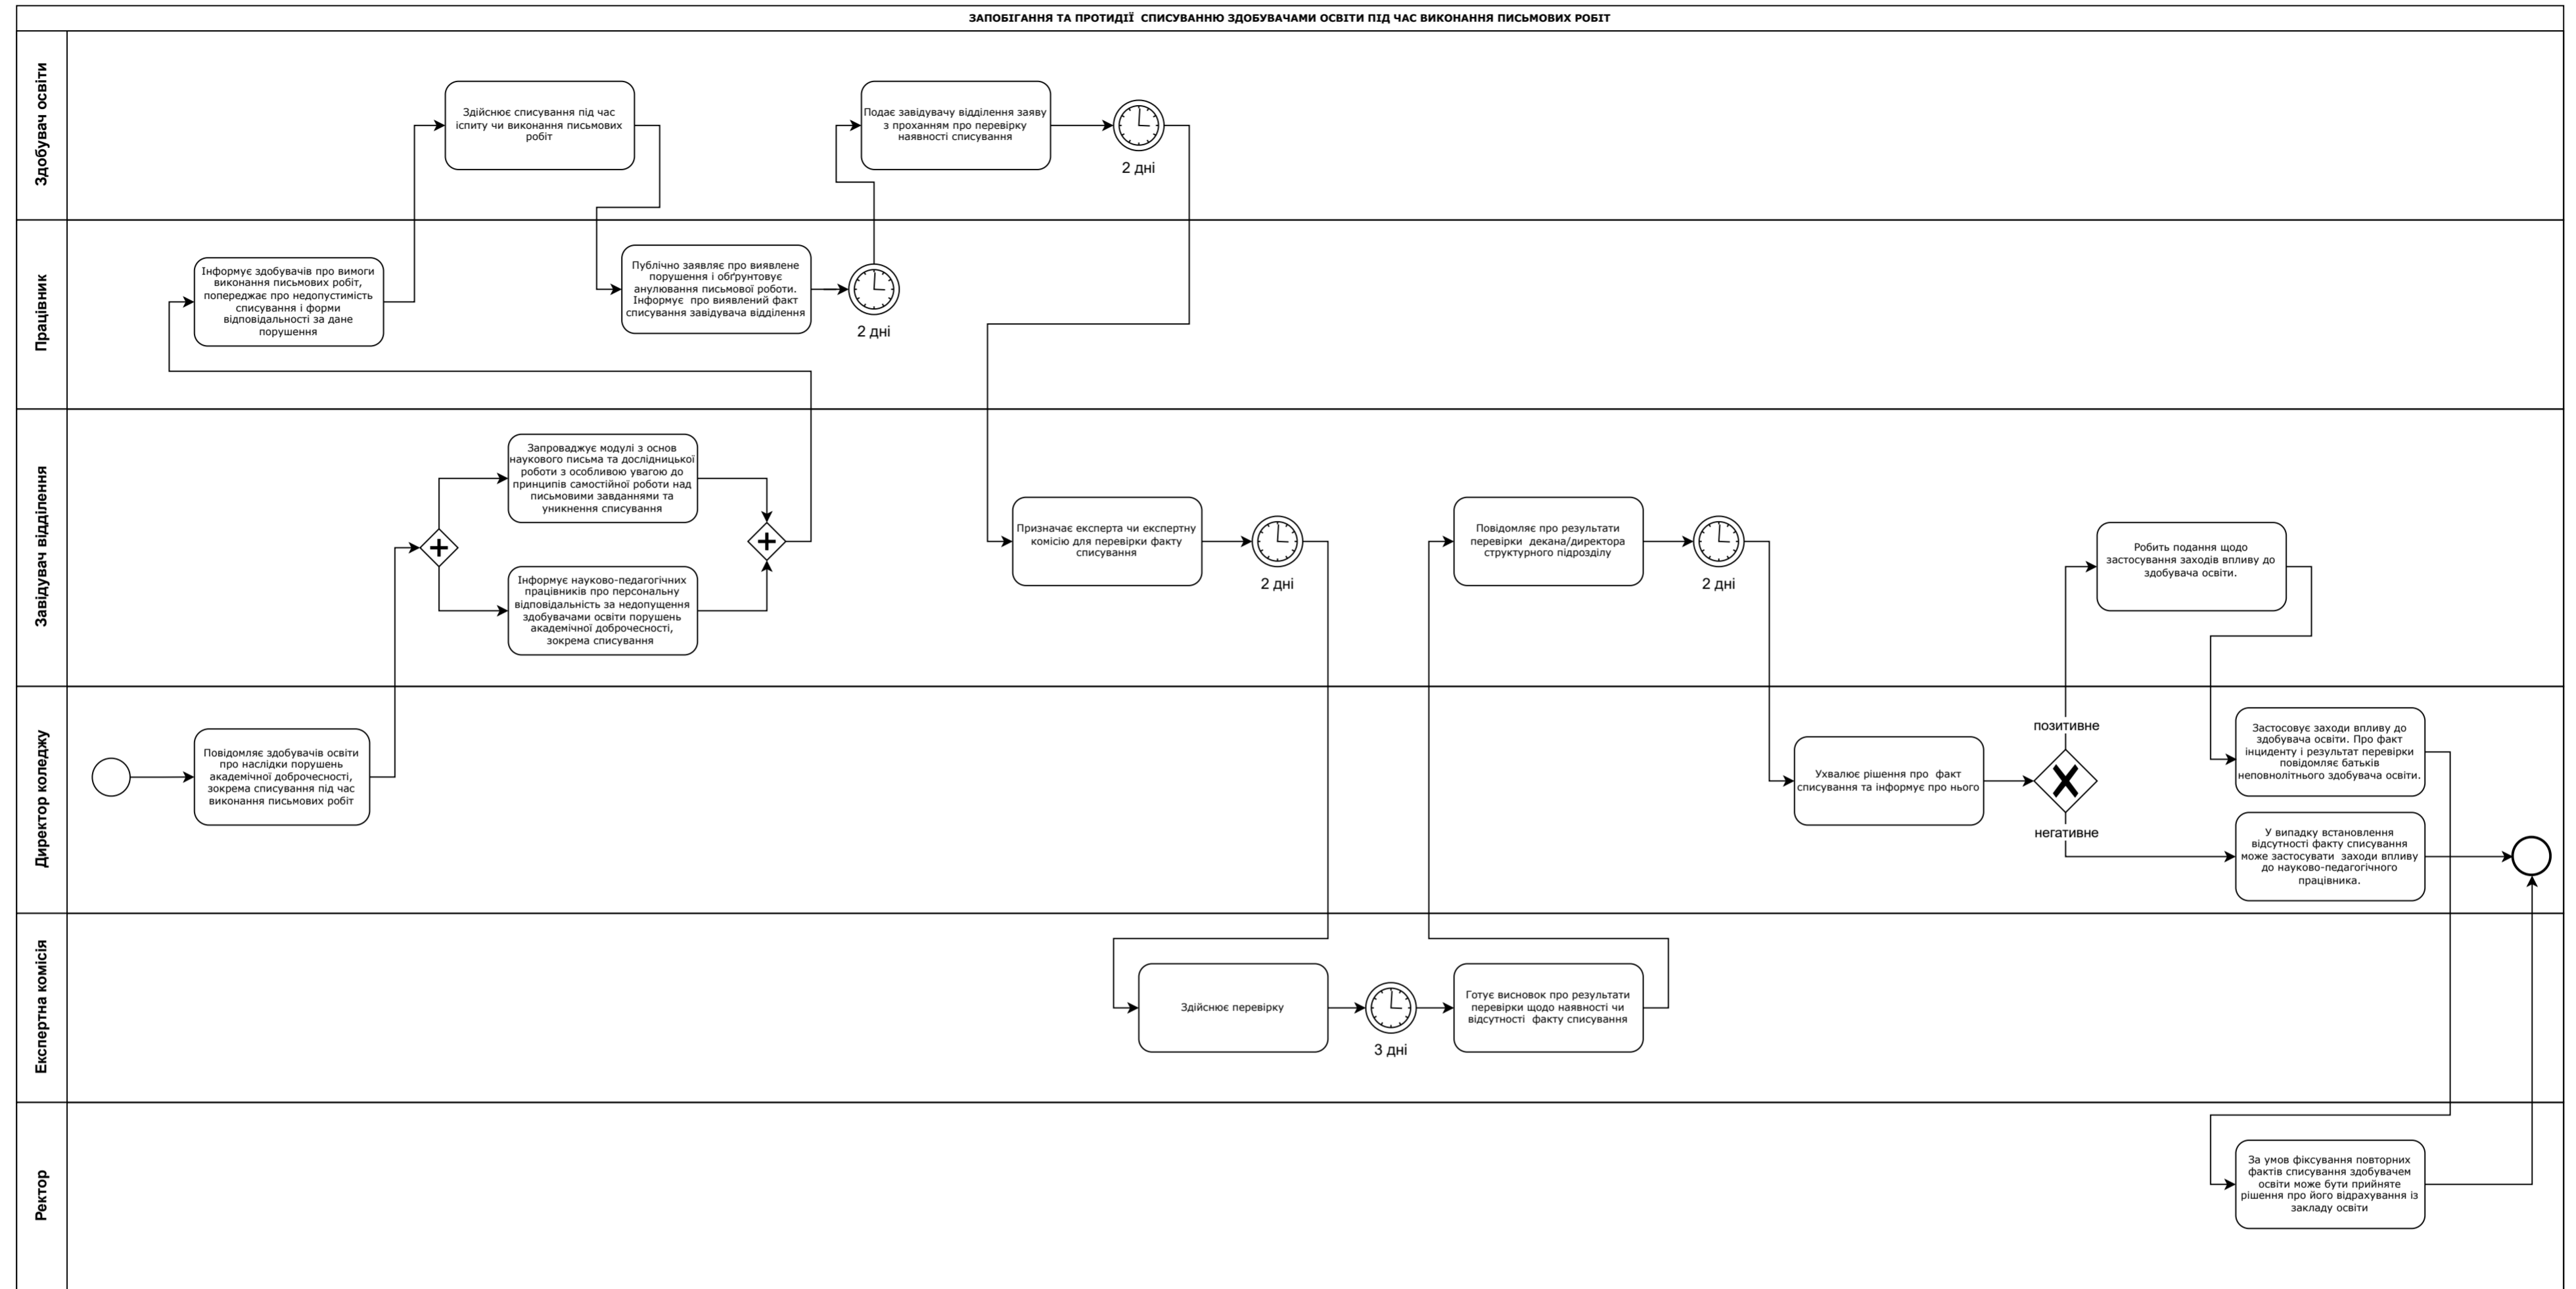 ЗАПОБІГАННЯ ТА ПРОТИДІЇ СПИСУВАННЮ ЗДОБУВАЧАМИ ОСВІТИ ПІД ЧАС ВИКОНАННЯ ПИСЬМОВИХ РОБІТ
Здобувач освіти
Здійснює списування під час
іспиту чи виконання письмових
робіт
Подає завідувачу відділення заяву
з проханням про перевірку
наявності списування
2 дні
Працівник
Інформує здобувачів про вимоги
виконання письмових робіт,
попереджає про недопустимість
списування і форми
відповідальності за дане
порушення
Публічно заявляє про виявлене
порушення і обґрунтовує
анулювання письмової роботи.
Інформує про виявлений факт
списування завідувача відділення
2 дні
Завідувач відділення
Запроваджує модулі з основ
наукового письма та дослідницької
роботи з особливою увагою до
принципів самостійної роботи над
письмовими завданнями та
уникнення списування
Інформує науково-педагогічних
працівників про персональну
відповідальність за недопущення
здобувачами освіти порушень
академічної доброчесності,
зокрема списування
Призначає експерта чи експертну
комісію для перевірки факту
списування
2 дні
Повідомляє про результати
перевірки декана/директора
структурного підрозділу
2 дні
Робить подання щодо
застосування заходів впливу до
здобувача освіти.
Директор коледжу
Повідомляє здобувачів освіти
про наслідки порушень
академічної доброчесності,
зокрема списування під час
виконання письмових робіт
Ухвалює рішення про факт
списування та інформує про нього
позитивне
негативне
Застосовує заходи впливу до
здобувача освіти. Про факт
інциденту і результат перевірки
повідомляє батьків
неповнолітнього здобувача освіти.
У випадку встановлення
відсутності факту списування
може застосувати заходи впливу
до науково-педагогічного
працівника.
Експертна комісія
Здійснює перевірку
3 дні
Готує висновок про результати
перевірки щодо наявності чи
відсутності факту списування
Ректор
За умов фіксування повторних
фактів списування здобувачем
освіти може бути прийняте
рішення про його відрахування із
закладу освіти